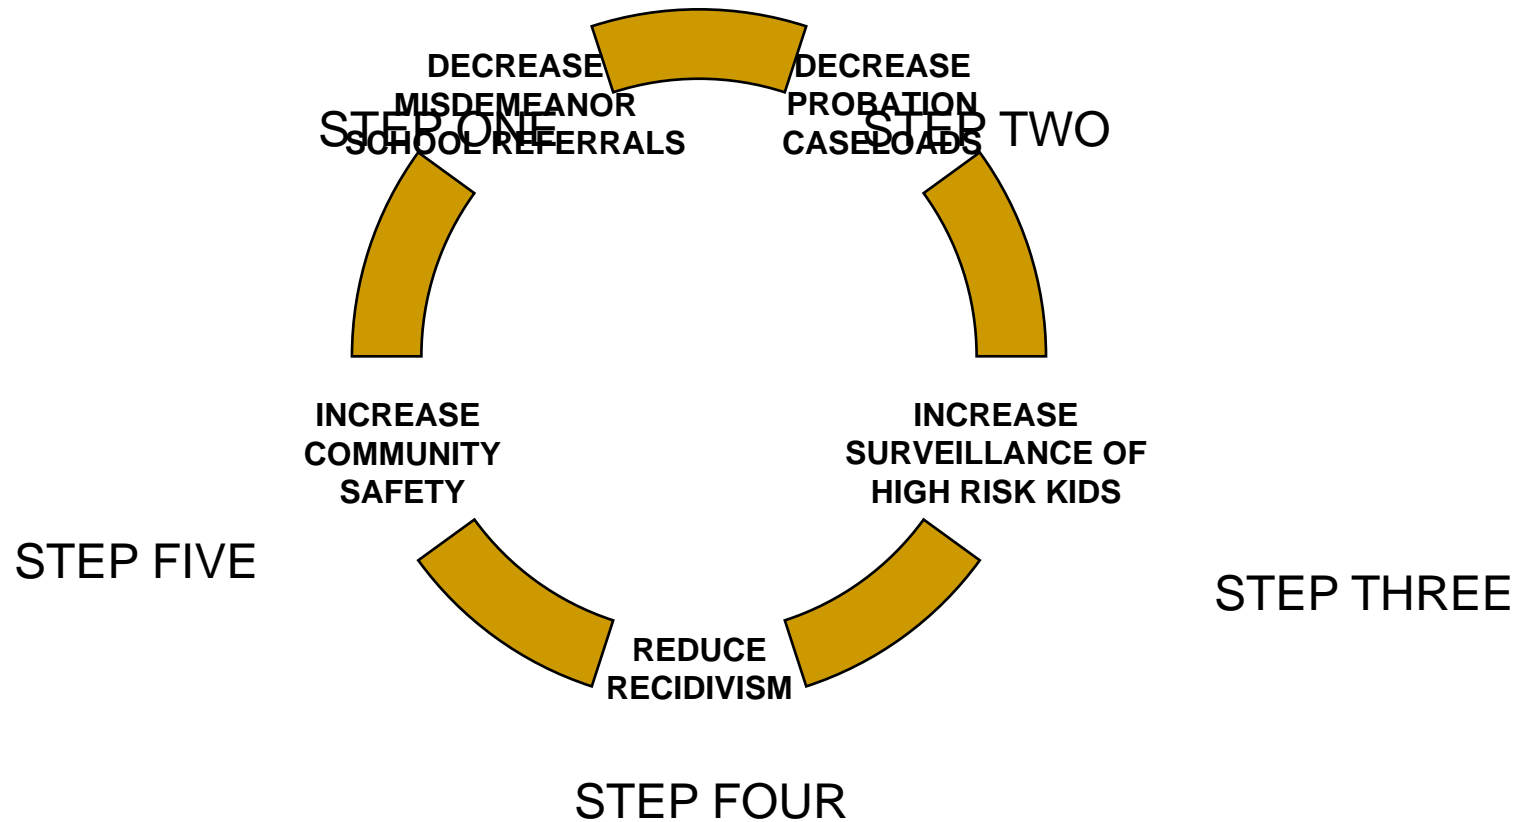 STEP ONE
DECREASE
MISDEMEANOR
SCHOOL REFERRALS
STEP TWO
DECREASE
PROBATION
CASELOADS
STEP THREE
INCREASE
SURVEILLANCE OF
HIGH RISK KIDS
STEP FOUR
REDUCE
RECIDIVISM
STEP FIVE
INCREASE
COMMUNITY
SAFETY